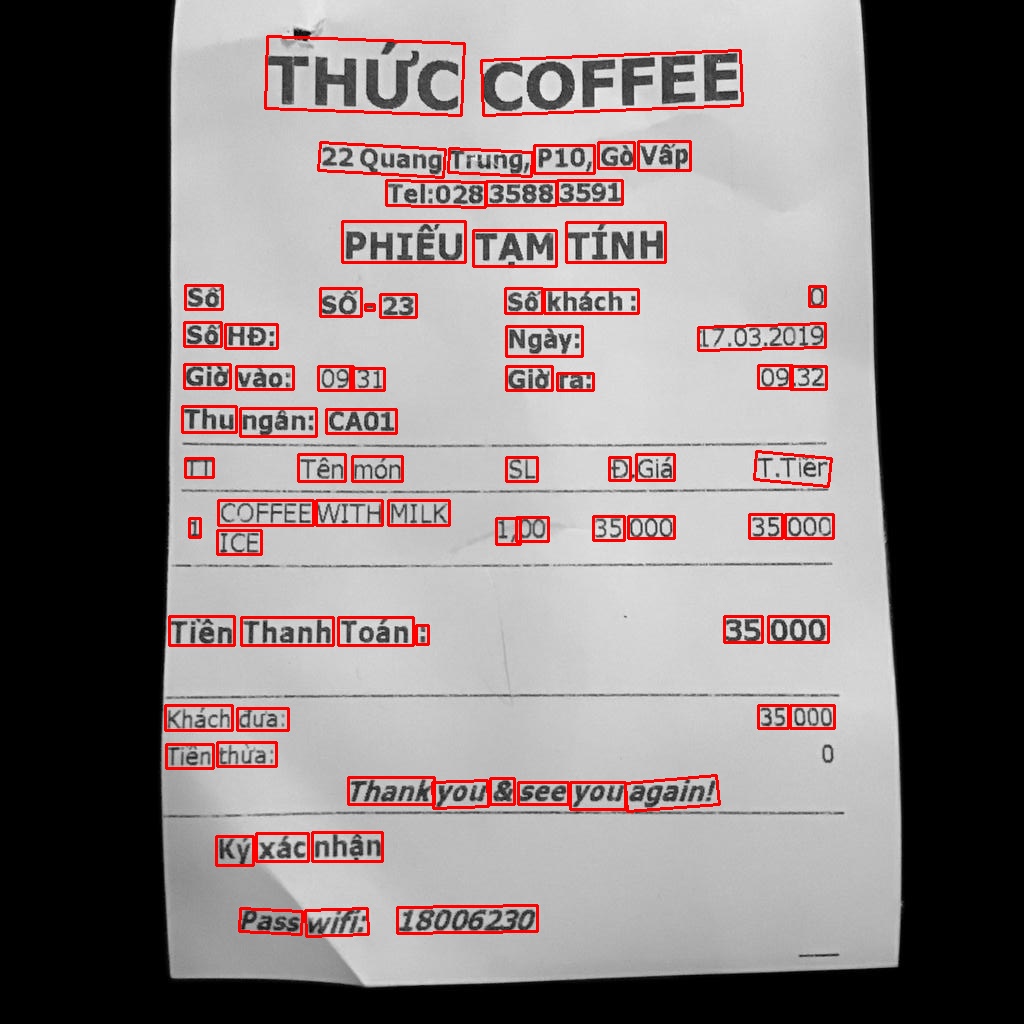 THỨC COFFEE
22 Quang Trung, P10, Gò Vấp
Tel:028 3588 3591
PHIẾU TẠM TÍNH
Số SỐ - 23 Số khách : 0
Số HĐ: Ngày: 17.03.2019
Giờ vào: 09:31 Giờ ra: 09:32
Thu ngân: CA01
TT Tên món SL Đ.Giá T.Tiền
1 COFFEE WITH MILK 1,00 35 000 35 000
ICE
Tiền Thanh Toán : 35 000
Khách đưa: 35 000
Tiền thừa: 0
Thank you & see you again!
Ký xác nhận
Pass wifi: 18006230